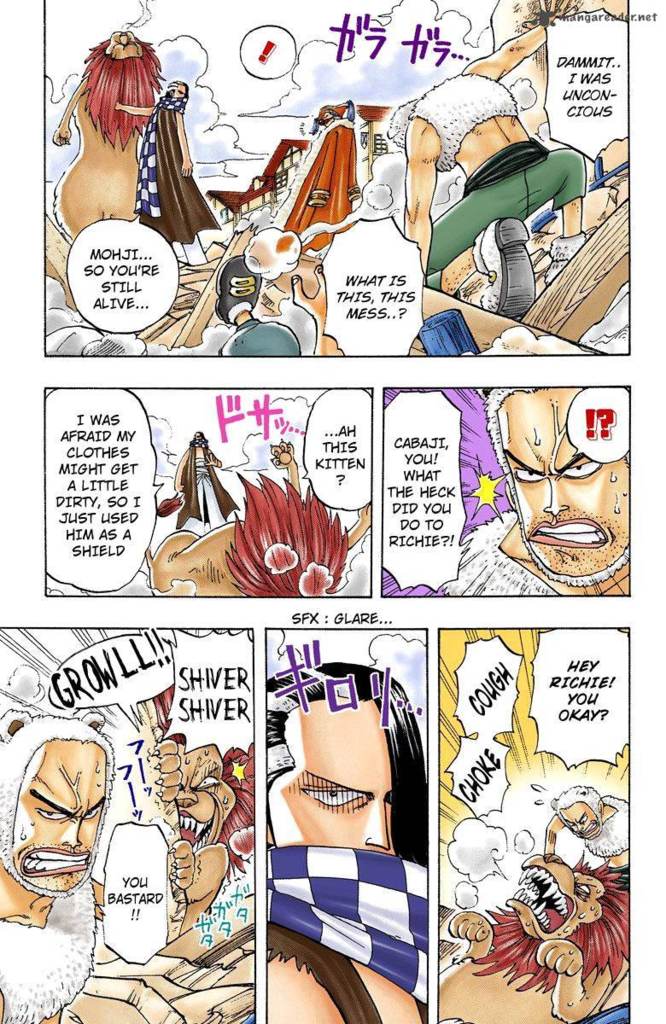 mangareader.net
DAMMIT..
I WAS
UNCON-
CIOUS
ガラ
ガラ...
!
WHAT IS
THIS, THIS
MESS..?
MOHJI...
SO YOU'RE
STILL
ALIVE...
!?
CABAJI,
YOU!
WHAT
THE HECK
DID YOU
DO TO
RICHIE?!
...AH
THIS
KITTEN
?
ドサッ...
I WAS
AFRAID MY
CLOTHES
MIGHT GET
A LITTLE
DIRTY, SO I
JUST USED
HIM AS A
SHIELD
SFX : GLARE...
HEY
RICHIE!
YOU
OKAY?
COUGH
CHOKE
ギロリ...
SHIVER
SHIVER
GROWLL!!
フーッ
フーッ
YOU
BASTARD
!!
ガタ
ガタ